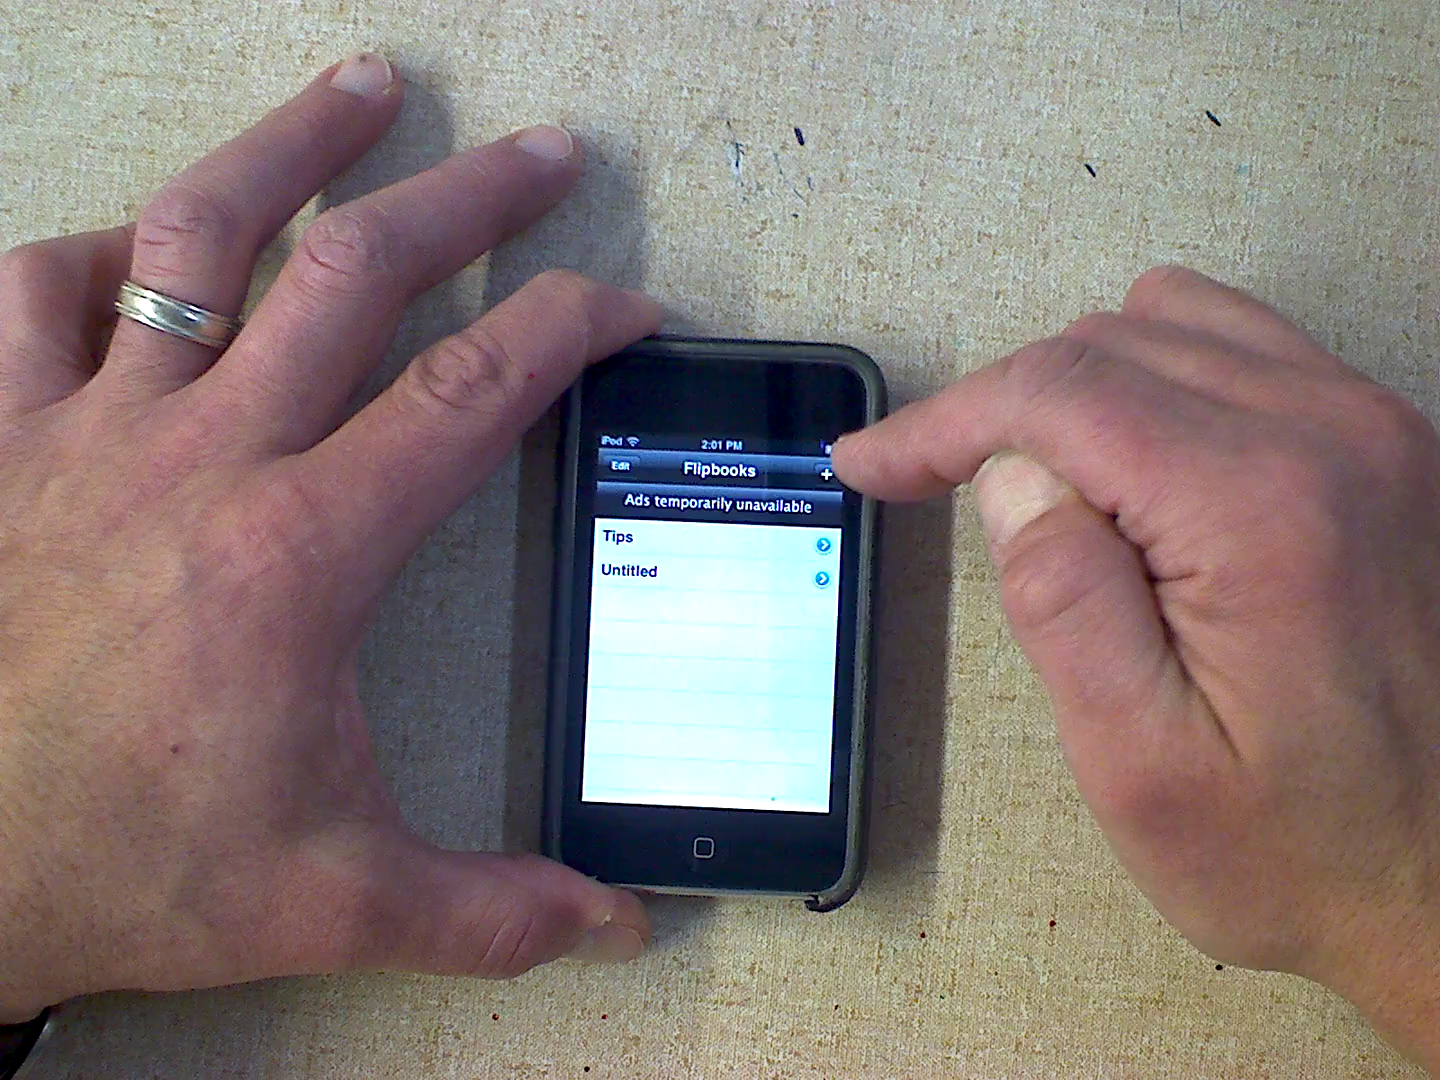 iPod 2:01 PM
Edit Flipbooks +
Ads temporarily unavailable
Tips
Untitled